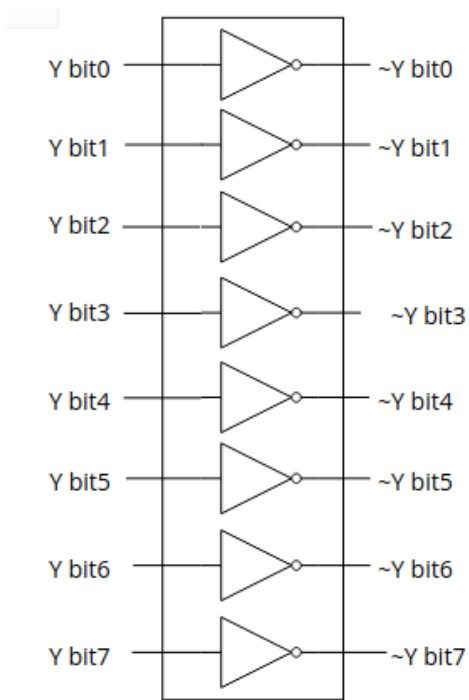 Y bit0 ~Y bit0
Y bit1 ~Y bit1
Y bit2 ~Y bit2
Y bit3 ~Y bit3
Y bit4 ~Y bit4
Y bit5 ~Y bit5
Y bit6 ~Y bit6
Y bit7 ~Y bit7